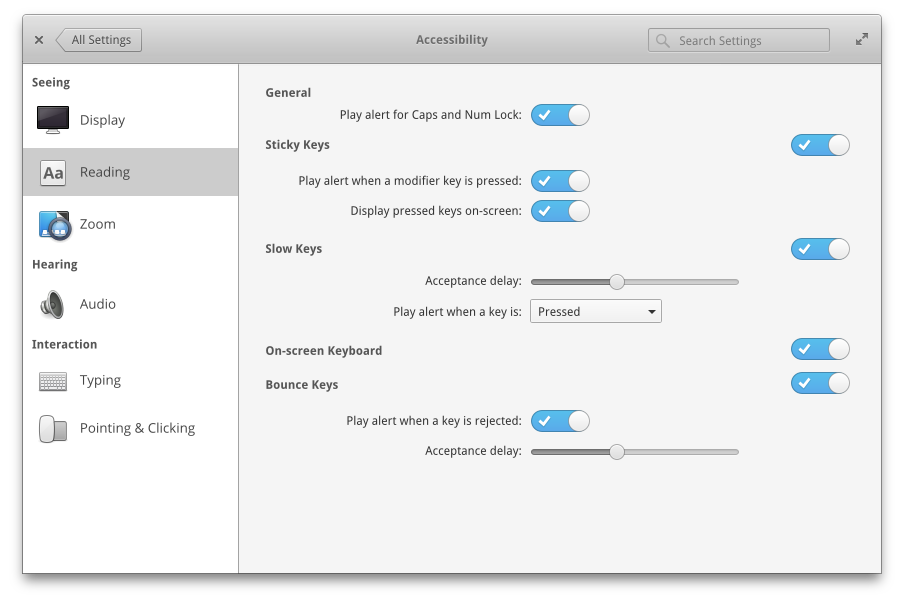 All Settings
Accessibility
Search Settings
Seeing
Display
Aa
Reading
Zoom
Hearing
Audio
Interaction
Typing
Pointing & Clicking
General
Play alert for Caps and Num Lock:
Sticky Keys
Play alert when a modifier key is pressed:
Display pressed keys on-screen:
Slow Keys
Acceptance delay:
Play alert when a key is: Pressed
On-screen Keyboard
Bounce Keys
Play alert when a key is rejected:
Acceptance delay: